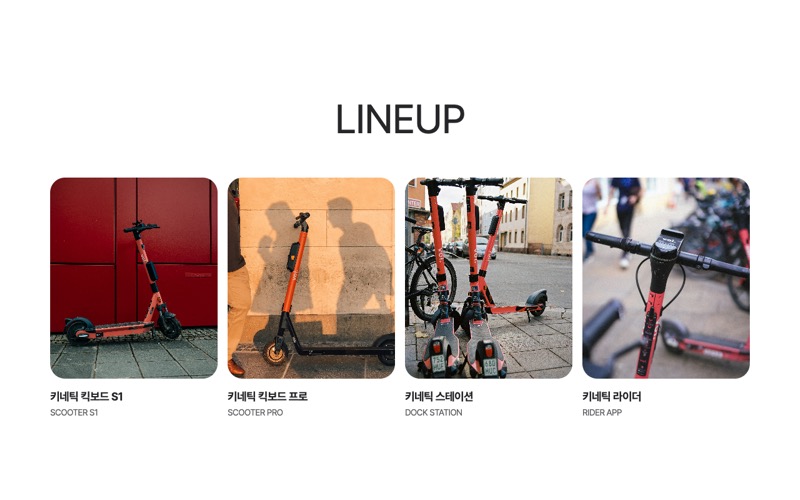 LINEUP
키네틱 킥보드 S1
SCOOTER S1
키네틱 킥보드 프로
SCOOTER PRO
키네틱 스테이션
DOCK STATION
키네틱 라이더
RIDER APP